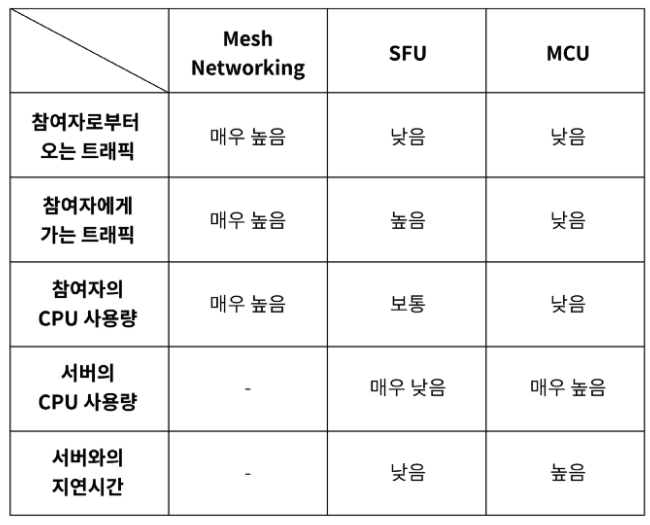 Mesh
Networking
SFU
MCU
참여자로부터
오는 트래픽
매우 높음
낮음
낮음
참여자에게
가는 트래픽
매우 높음
높음
낮음
참여자의
CPU 사용량
매우 높음
보통
낮음
서버의
CPU 사용량
-
매우 낮음
매우 높음
서버와의
지연시간
-
낮음
높음